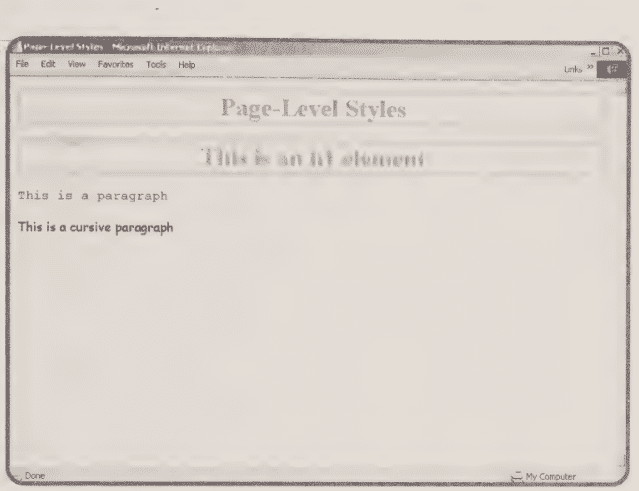 Page-Level Styles - Microsoft Internet Explorer
File Edit View Favorites Tools Help
Links »
Page-Level Styles
This is an h1 element
This is a paragraph
This is a cursive paragraph
Done
My Computer